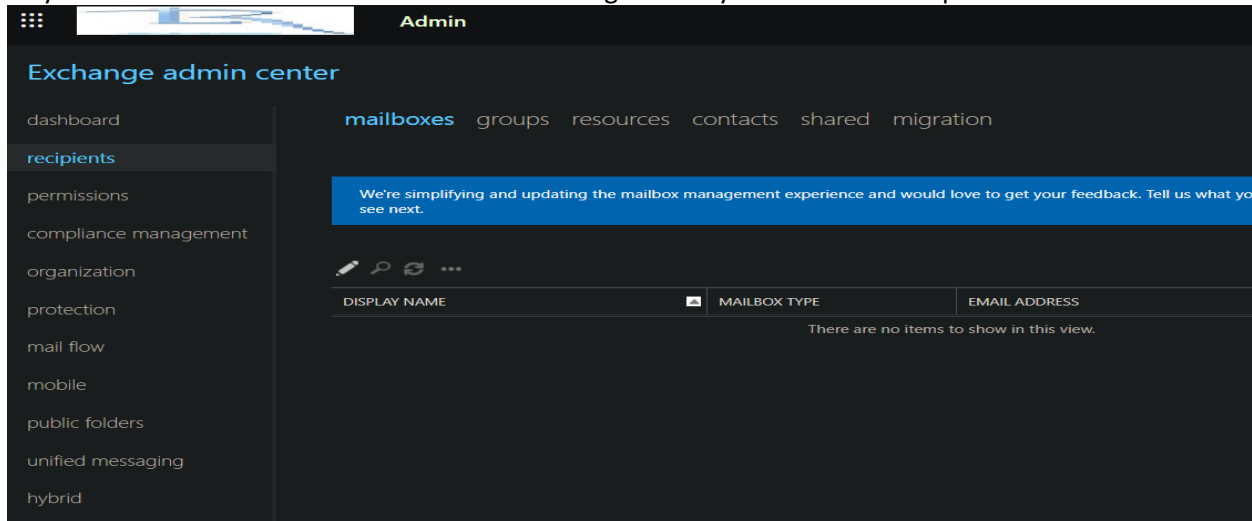 Admin
Exchange admin center
dashboard
mailboxes groups resources contacts shared migration
recipients
permissions
We're simplifying and updating the mailbox management experience and would love to get your feedback. Tell us what yo
see next.
compliance management
organization
DISPLAY NAME MAILBOX TYPE EMAIL ADDRESS
protection
There are no items to show in this view.
mail flow
mobile
public folders
unified messaging
hybrid